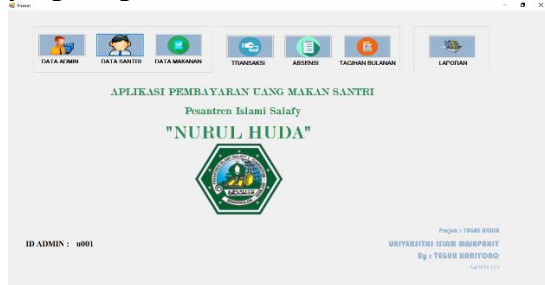 Home
DATA ADMIN
DATA SANTRI
DATA MAKANAN
TRANSAKSI
ABSENSI
TAGIHAN BULANAN
LAPORAN
APLIKASI PEMBAYARAN UANG MAKAN SANTRI
Pesantren Islami Salafy
"NURUL HUDA"
ID ADMIN : u001
Projek : TUGAS
UNIVERSITAS ISLAM MAJAPAHIT
By : TEGUH HARIYONO